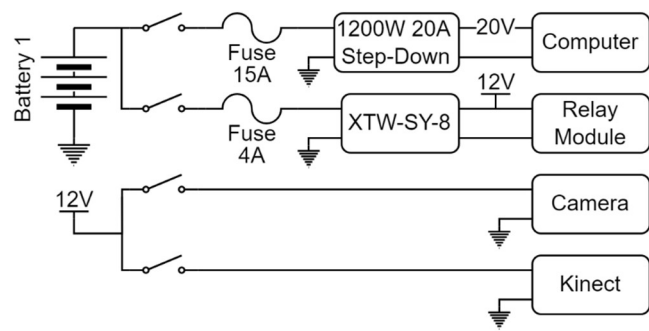 Battery 1
Fuse
15A
1200W 20A
Step-Down
20V
Computer
Fuse
4A
XTW-SY-8
12V
Relay
Module
12V
Camera
Kinect